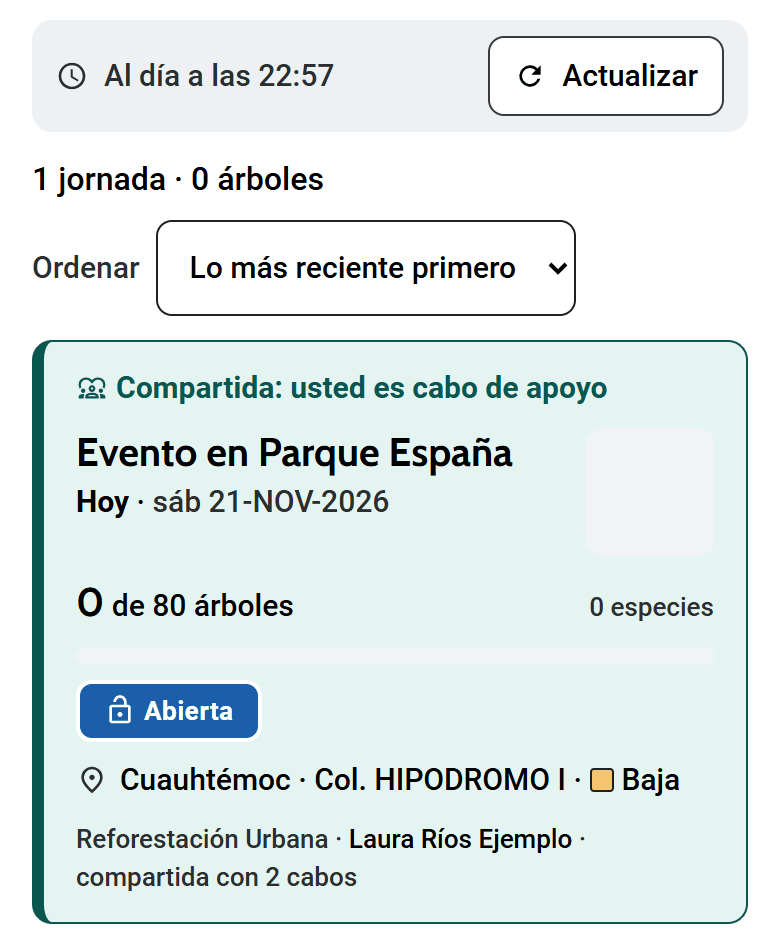 Al día a las 22:57
Actualizar
1 jornada · 0 árboles
Ordenar
Lo más reciente primero
Compartida: usted es cabo de apoyo
Evento en Parque España
Hoy · sáb 21-NOV-2026
0 de 80 árboles
0 especies
Abierta
Cuauhtémoc · Col. HIPODROMO I · Baja
Reforestación Urbana · Laura Ríos Ejemplo ·
compartida con 2 cabos